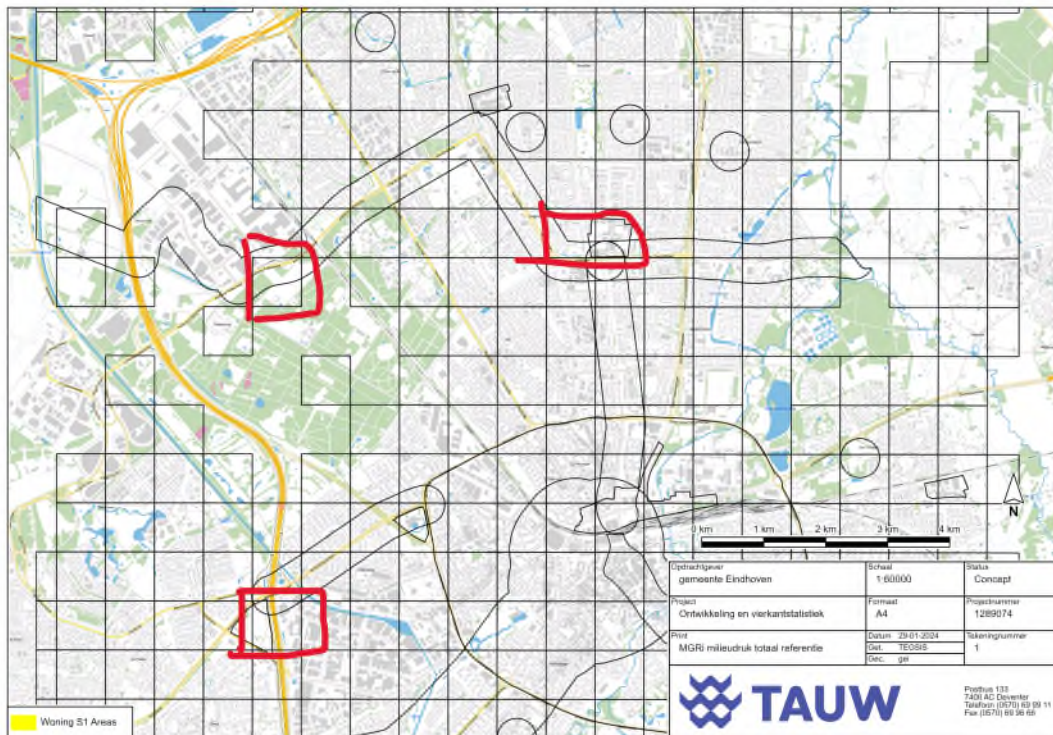 N
0 km 1 km 2 km 3 km 4 km
Opdrachtgever
gemeente Eindhoven
Schaal
1:60000
Status
Concept
Project
Ontwikkeling en vierkantstatistiek
Formaat
A4
Projectnummer
1289074
Print
MGRi milieudruk totaal referentie
Datum 29-01-2024
Get. TEOSIS
Gec. gei
Tekeningnummer
1
TAUW
Postbus 133
7400 AC Deventer
Telefoon (0570) 69 99 11
Fax (0570) 69 96 66
Woning S1 Areas